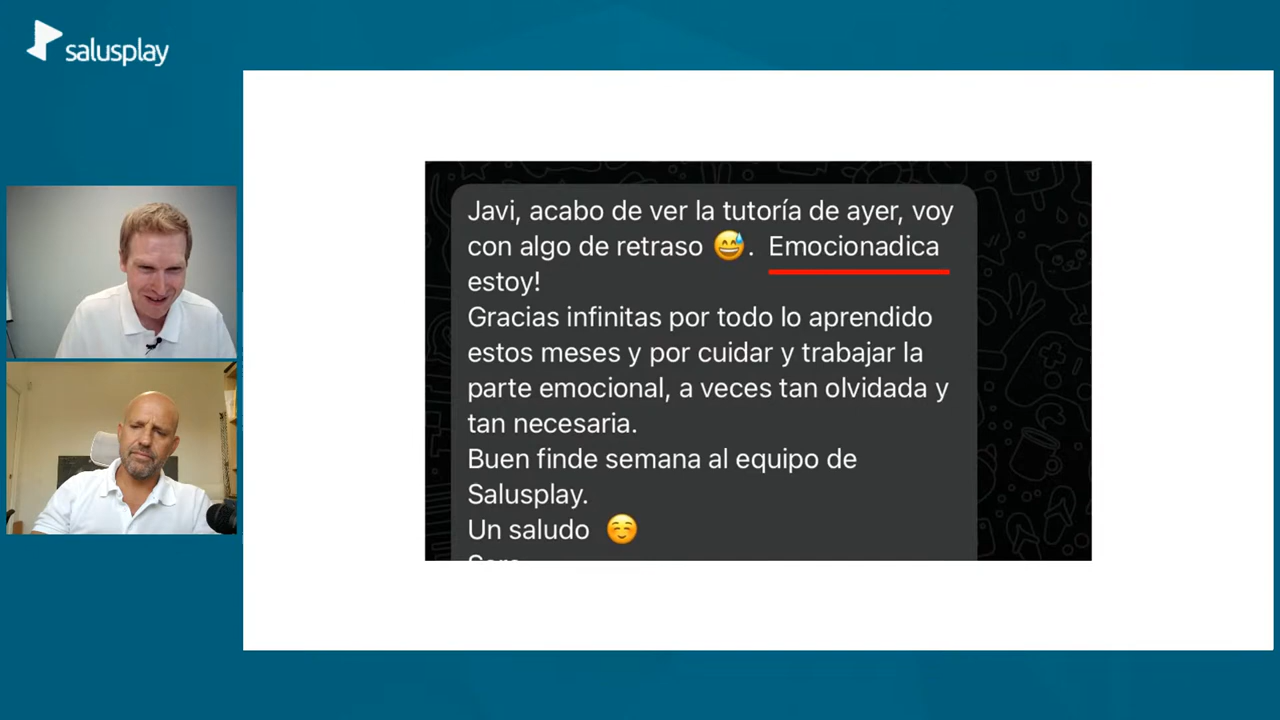 salusplay
Javi, acabo de ver la tutoría de ayer, voy
con algo de retraso 😅. Emocionadica
estoy!
Gracias infinitas por todo lo aprendido
estos meses y por cuidar y trabajar la
parte emocional, a veces tan olvidada y
tan necesaria.
Buen finde semana al equipo de
Salusplay.
Un saludo ☺️